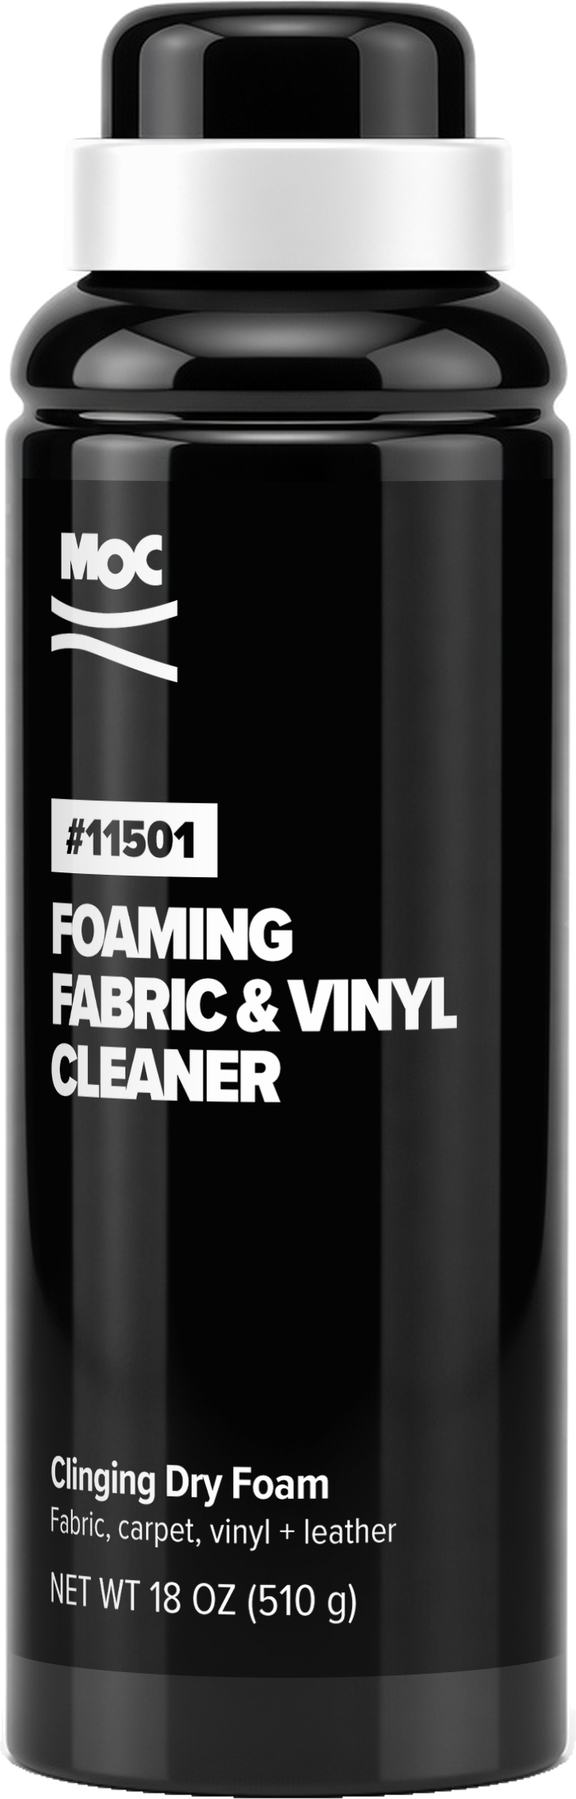 MOC
#11501
FOAMING
FABRIC & VINYL
CLEANER
Clinging Dry Foam
Fabric, carpet, vinyl + leather
NET WT 18 OZ (510 g)